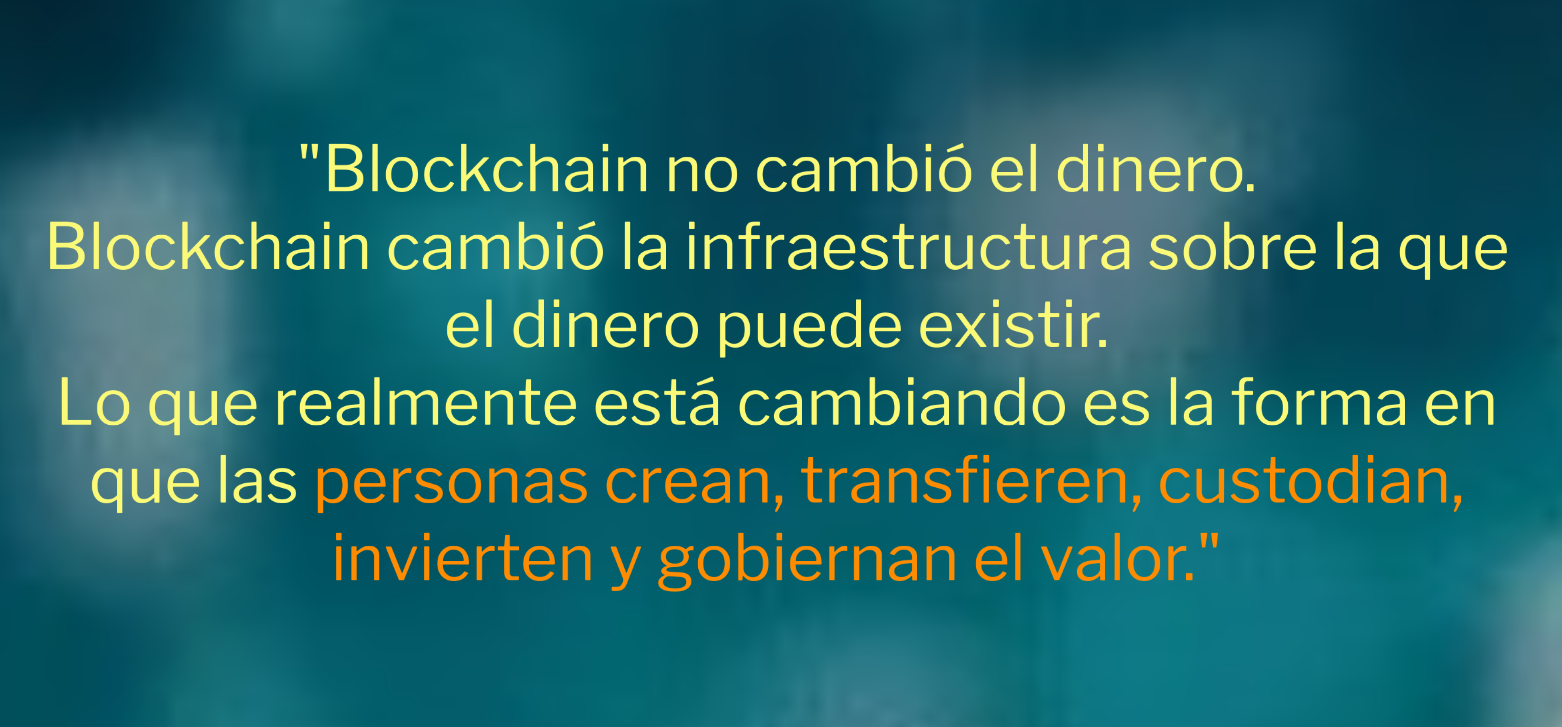 "Blockchain no cambió el dinero.
Blockchain cambió la infraestructura sobre la que
el dinero puede existir.
Lo que realmente está cambiando es la forma en
que las personas crean, transfieren, custodian,
invierten y gobiernan el valor."